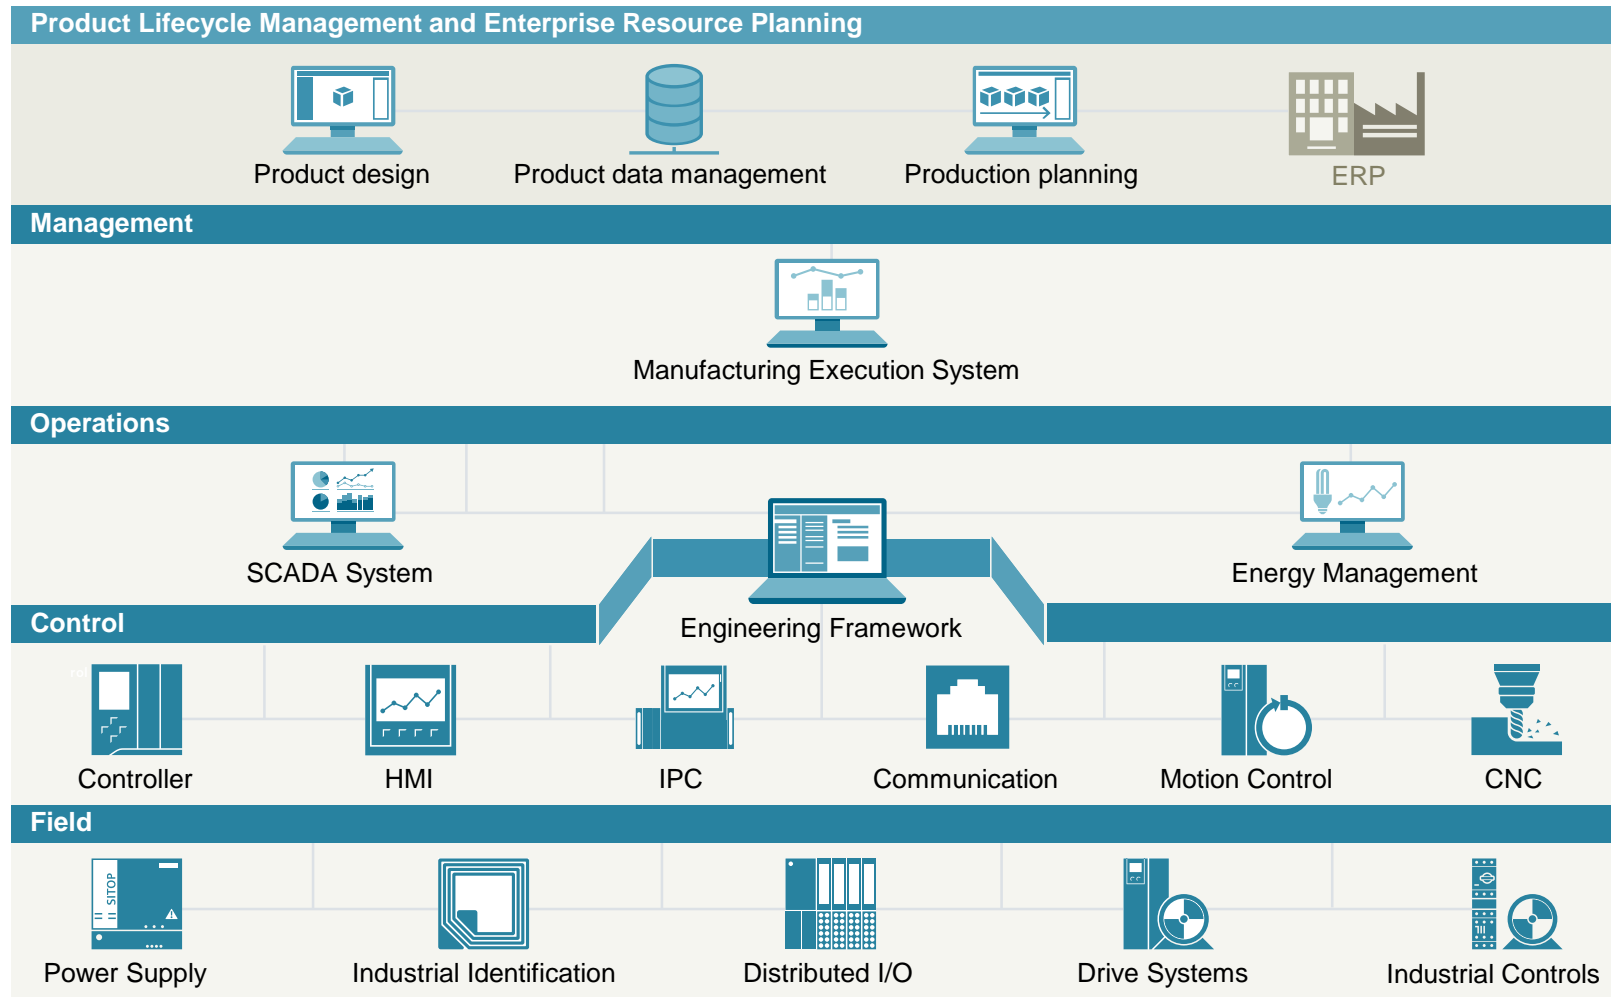 Product Lifecycle Management and Enterprise Resource Planning
Product design
Product data management
Production planning
ERP
Management
Manufacturing Execution System
Operations
SCADA System
Engineering Framework
Energy Management
Control
Controller
HMI
IPC
Communication
Motion Control
CNC
Field
SITOP
Power Supply
Industrial Identification
Distributed I/O
Drive Systems
Industrial Controls